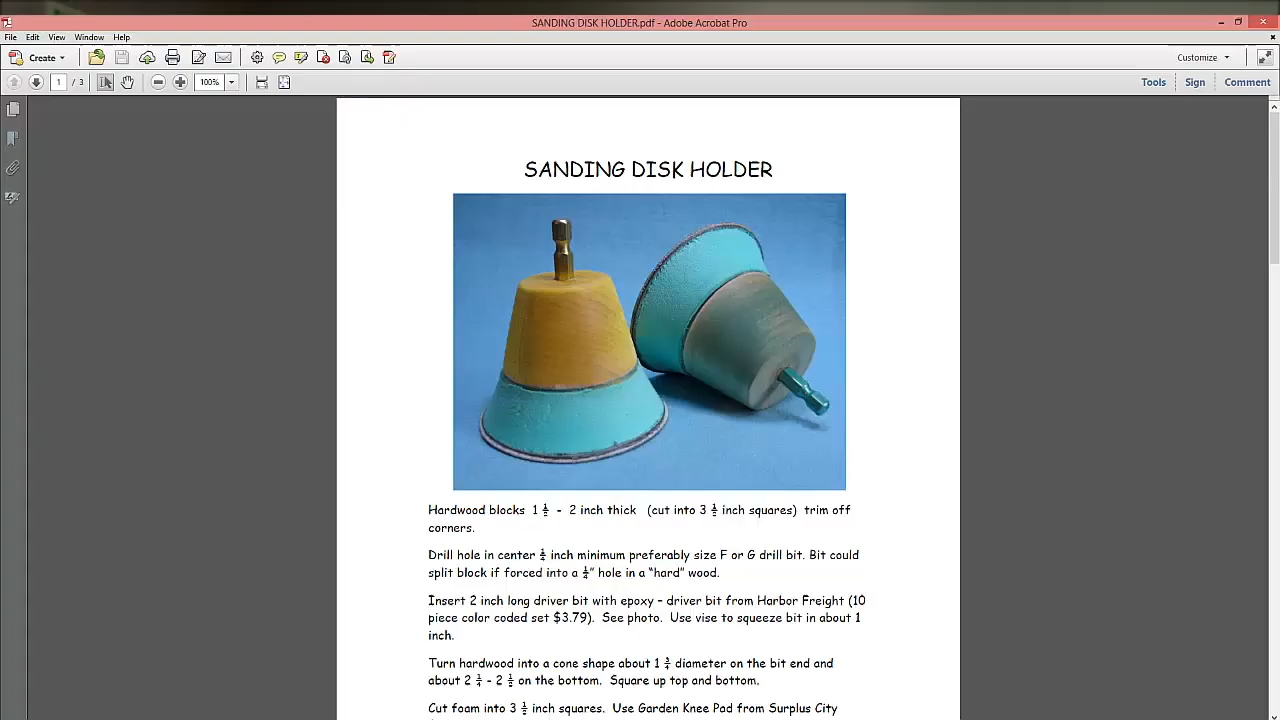 SANDING DISK HOLDER.pdf - Adobe Acrobat Pro
File Edit View Window Help
Create Customize
1 / 3 100% Tools Sign Comment
SANDING DISK HOLDER
Hardwood blocks 1 ½ - 2 inch thick (cut into 3 ½ inch squares) trim off
corners.
Drill hole in center ¼ inch minimum preferably size F or G drill bit. Bit could
split block if forced into a ¼" hole in a "hard" wood.
Insert 2 inch long driver bit with epoxy – driver bit from Harbor Freight (10
piece color coded set $3.79). See photo. Use vise to squeeze bit in about 1
inch.
Turn hardwood into a cone shape about 1 ¾ diameter on the bit end and
about 2 ¼ - 2 ½ on the bottom. Square up top and bottom.
Cut foam into 3 ½ inch squares. Use Garden Knee Pad from Surplus City